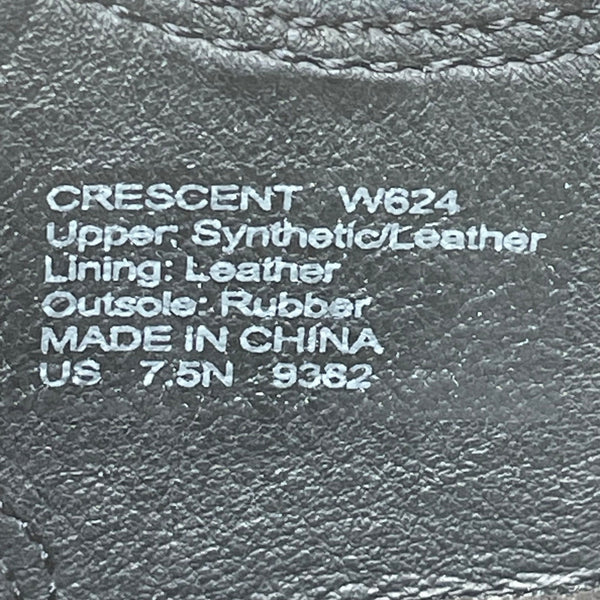 CRESCENT W624
Upper: Synthetic/Leather
Lining: Leather
Outsole: Rubber
MADE IN CHINA
US 7.5N 9382